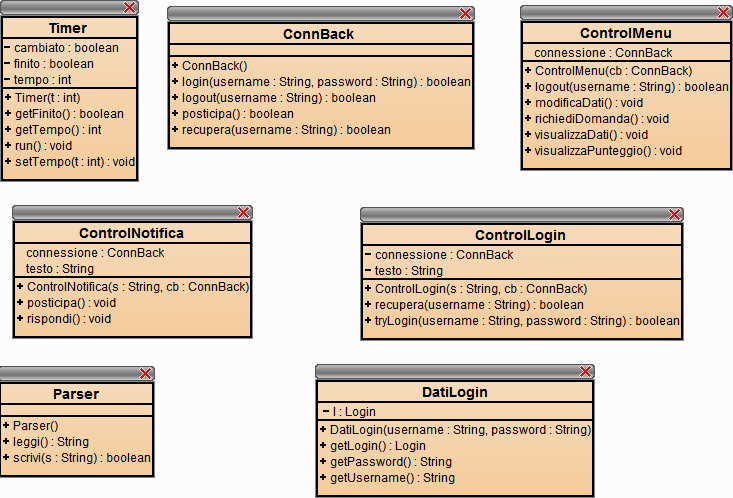 Timer
− cambiato : boolean
− finito : boolean
− tempo : int
+ Timer(t : int)
+ getFinito() : boolean
+ getTempo() : int
+ run() : void
+ setTempo(t : int) : void
ConnBack
+ ConnBack()
+ login(username : String, password : String) : boolean
+ logout(username : String) : boolean
+ posticipa() : boolean
+ recupera(username : String) : boolean
ControlMenu
connessione : ConnBack
+ ControlMenu(cb : ConnBack)
+ logout(username : String) : boolean
+ modificaDati() : void
+ richiediDomanda() : void
+ visualizzaDati() : void
+ visualizzaPunteggio() : void
ControlNotifica
connessione : ConnBack
testo : String
+ ControlNotifica(s : String, cb : ConnBack)
+ posticipa() : void
+ rispondi() : void
ControlLogin
− connessione : ConnBack
− testo : String
+ ControlLogin(s : String, cb : ConnBack)
+ recupera(username : String) : boolean
+ tryLogin(username : String, password : String) : boolean
Parser
+ Parser()
+ leggi() : String
+ scrivi(s : String) : boolean
DatiLogin
− l : Login
+ DatiLogin(username : String, password : String)
+ getLogin() : Login
+ getPassword() : String
+ getUsername() : String